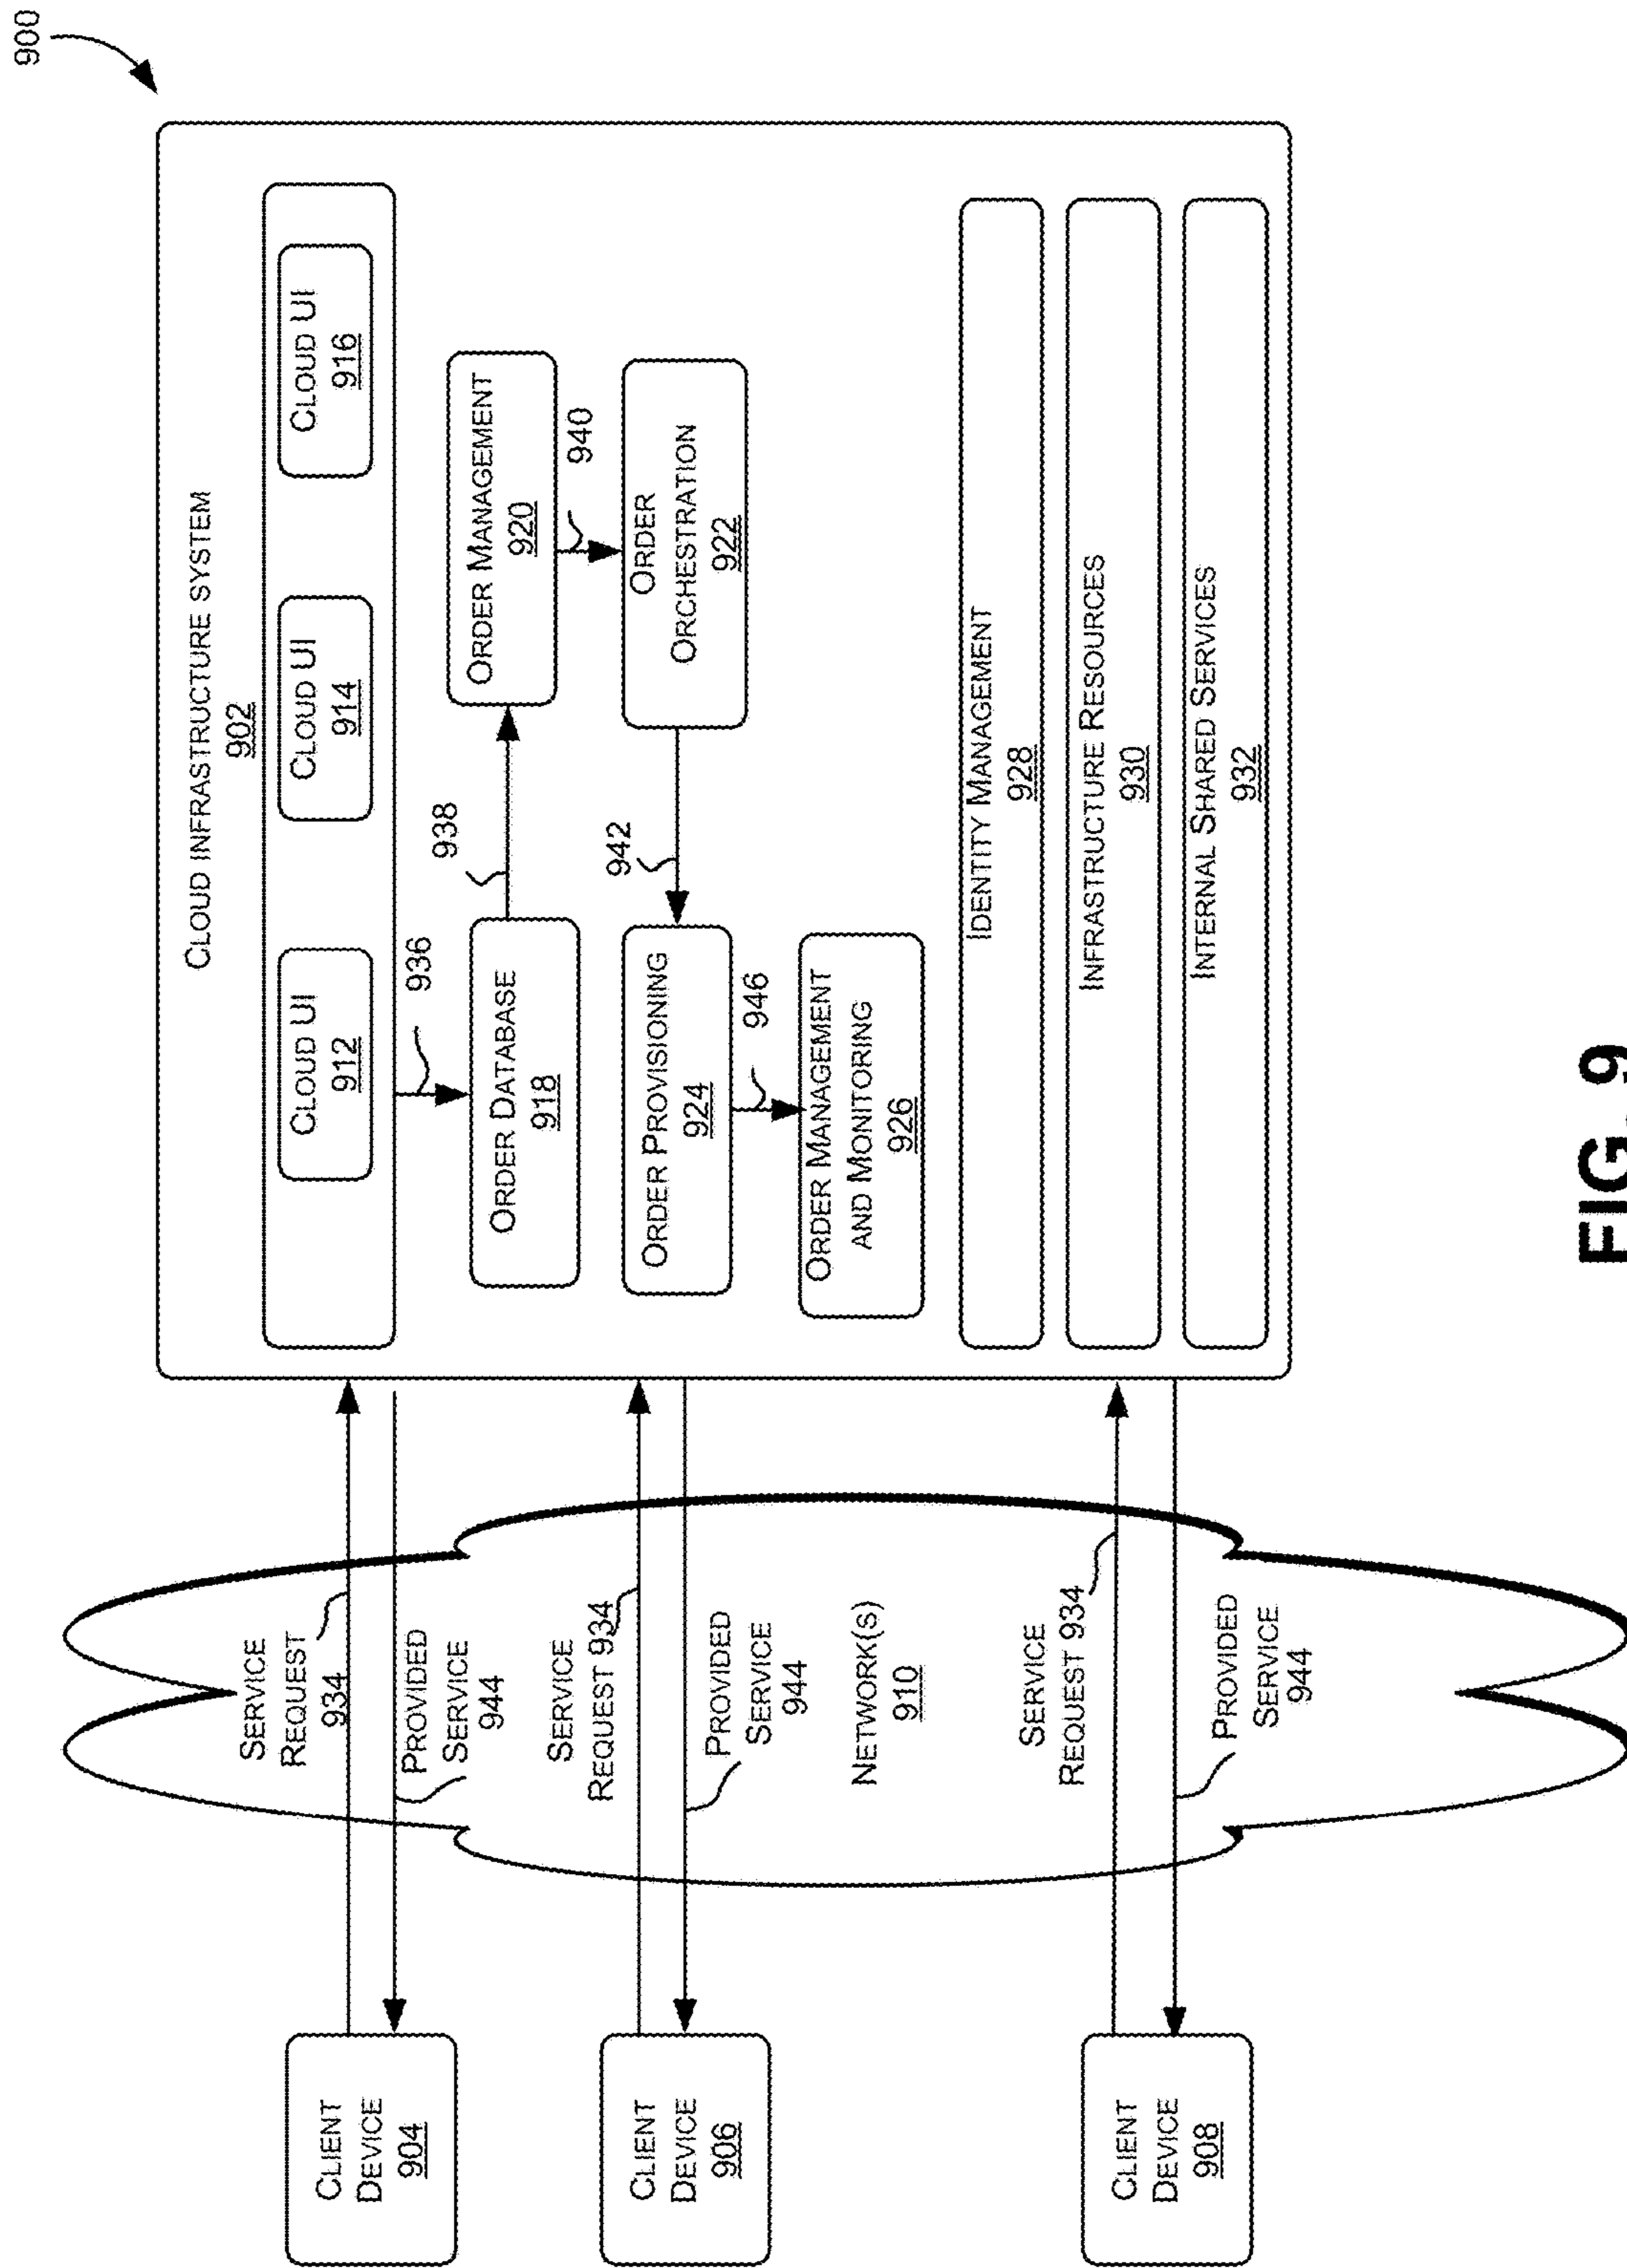 900
CLOUD INFRASTRUCTURE SYSTEM
902
CLOUD UI
912
CLOUD UI
914
CLOUD UI
916
936
938
ORDER DATABASE
918
ORDER MANAGEMENT
920
940
942
ORDER PROVISIONING
924
ORDER
ORCHESTRATION
922
946
ORDER MANAGEMENT
AND MONITORING
926
IDENTITY MANAGEMENT
928
INFRASTRUCTURE RESOURCES
930
INTERNAL SHARED SERVICES
932
SERVICE
REQUEST
934
PROVIDED
SERVICE
944
SERVICE
REQUEST 934
PROVIDED
SERVICE
944
NETWORK(S)
910
SERVICE
REQUEST 934
PROVIDED
SERVICE
944
CLIENT
DEVICE
904
CLIENT
DEVICE
906
CLIENT
DEVICE
908
FIG. 9